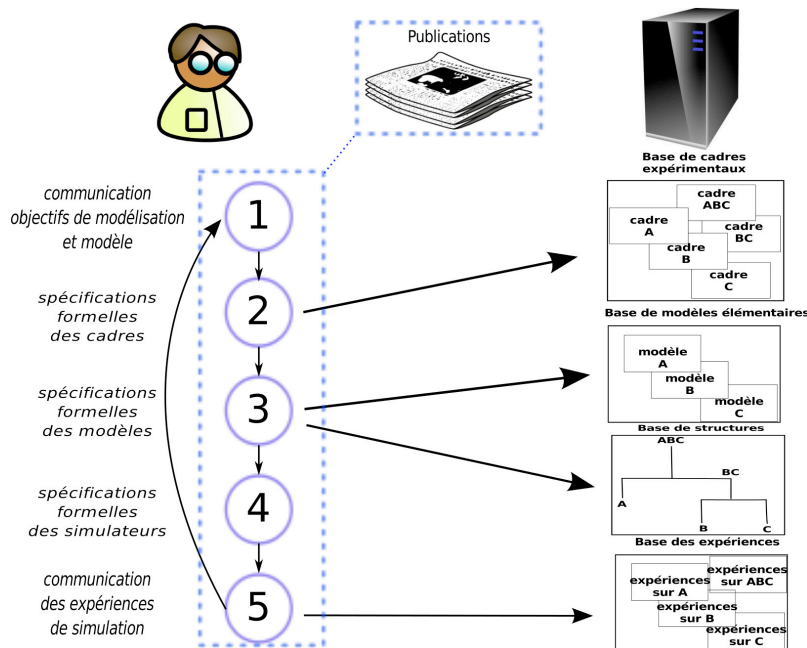 Publications
communication
objectifs de modélisation
et modèle
1
spécifications
formelles
des cadres
2
spécifications
formelles
des modèles
3
spécifications
formelles
des simulateurs
4
communication
des expériences
de simulation
5
Base de cadres
expérimentaux
cadre
ABC
cadre
A
cadre
BC
cadre
B
cadre
C
Base de modèles élémentaires
modèle
A
modèle
B
modèle
C
Base de structures
ABC
BC
A
B
C
Base des expériences
expériences
sur ABC
expériences
sur A
expériences
sur B
expériences
sur C